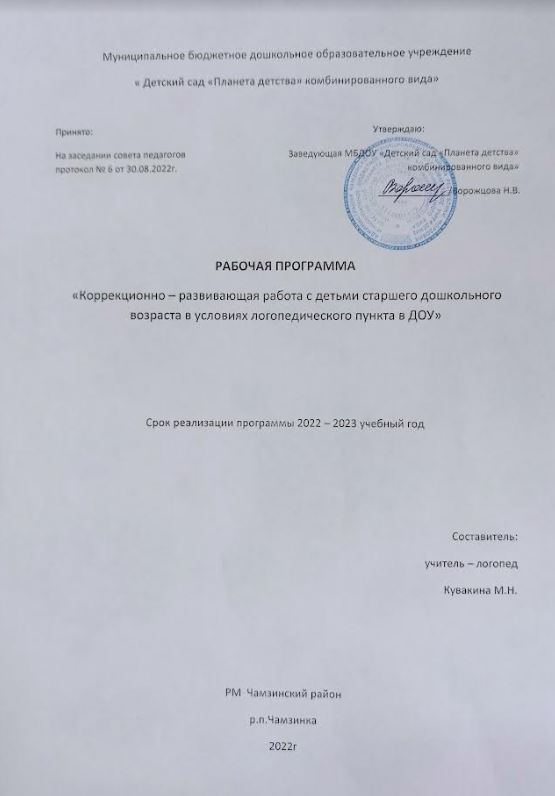 Муниципальное бюджетное дошкольное образовательное учреждение
« Детский сад «Планета детства» комбинированного вида»
Принято:
На заседании совета педагогов
протокол № 6 от 30.08.2022г.
Утверждаю:
Заведующая МБДОУ «Детский сад «Планета детства»
комбинированного вида»
/Ворожцова Н.В.
РАБОЧАЯ ПРОГРАММА
«Коррекционно – развивающая работа с детьми старшего дошкольного
возраста в условиях логопедического пункта в ДОУ»
Срок реализации программы 2022 – 2023 учебный год
Составитель:
учитель – логопед
Кувакина М.Н.
РМ Чамзинский район
р.п.Чамзинка
2022г